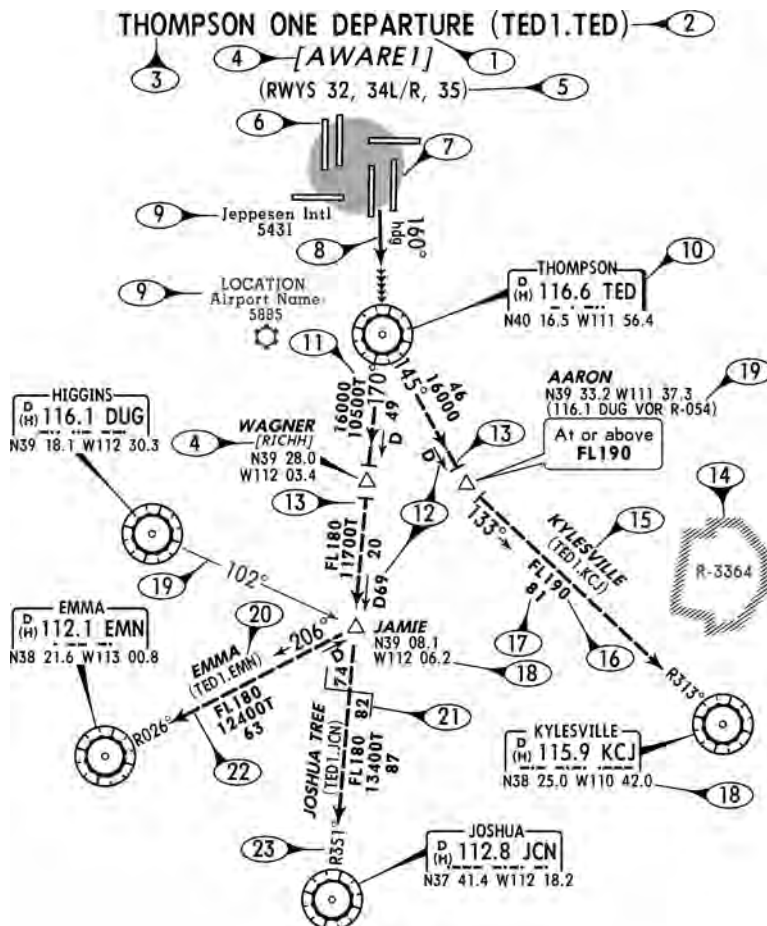 THOMPSON ONE DEPARTURE (TED1.TED)
2
4
[AWARE1]
3
1
(RWYS 32, 34L/R, 35)
5
6
7
9
Jeppesen Intl
5431
8
160°
hdg
10
9
LOCATION
Airport Name
5885
THOMPSON
D
(H) 116.6 TED
N40 16.5 W111 56.4
11
170°
16000
10500T
D 49
145°
46
16000
D
AARON
N39 33.2 W111 37.3
(116.1 DUG VOR R-054)
19
At or above
FL190
HIGGINS
D
(H) 116.1 DUG
N39 18.1 W112 30.3
WAGNER
[RICHH]
4
N39 28.0
W112 03.4
13
13
14
R-3364
12
FL180
11700T
20
D69
133°
15
KYLESVILLE
(TED1.KCJ)
FL190
81
17
16
R313°
102°
19
EMMA
D
(H) 112.1 EMN
N38 21.6 W113 00.8
20
206°
JAMIE
N39 08.1
W112 06.2
18
EMMA
(TED1.EMN)
FL180
12400T
63
R026°
22
D
74
82
21
JOSHUA TREE
(TED1.JCN)
FL180
13400T
87
KYLESVILLE
D
(H) 115.9 KCJ
N38 25.0 W110 42.0
18
23
R351°
JOSHUA
D
(H) 112.8 JCN
N37 41.4 W112 18.2